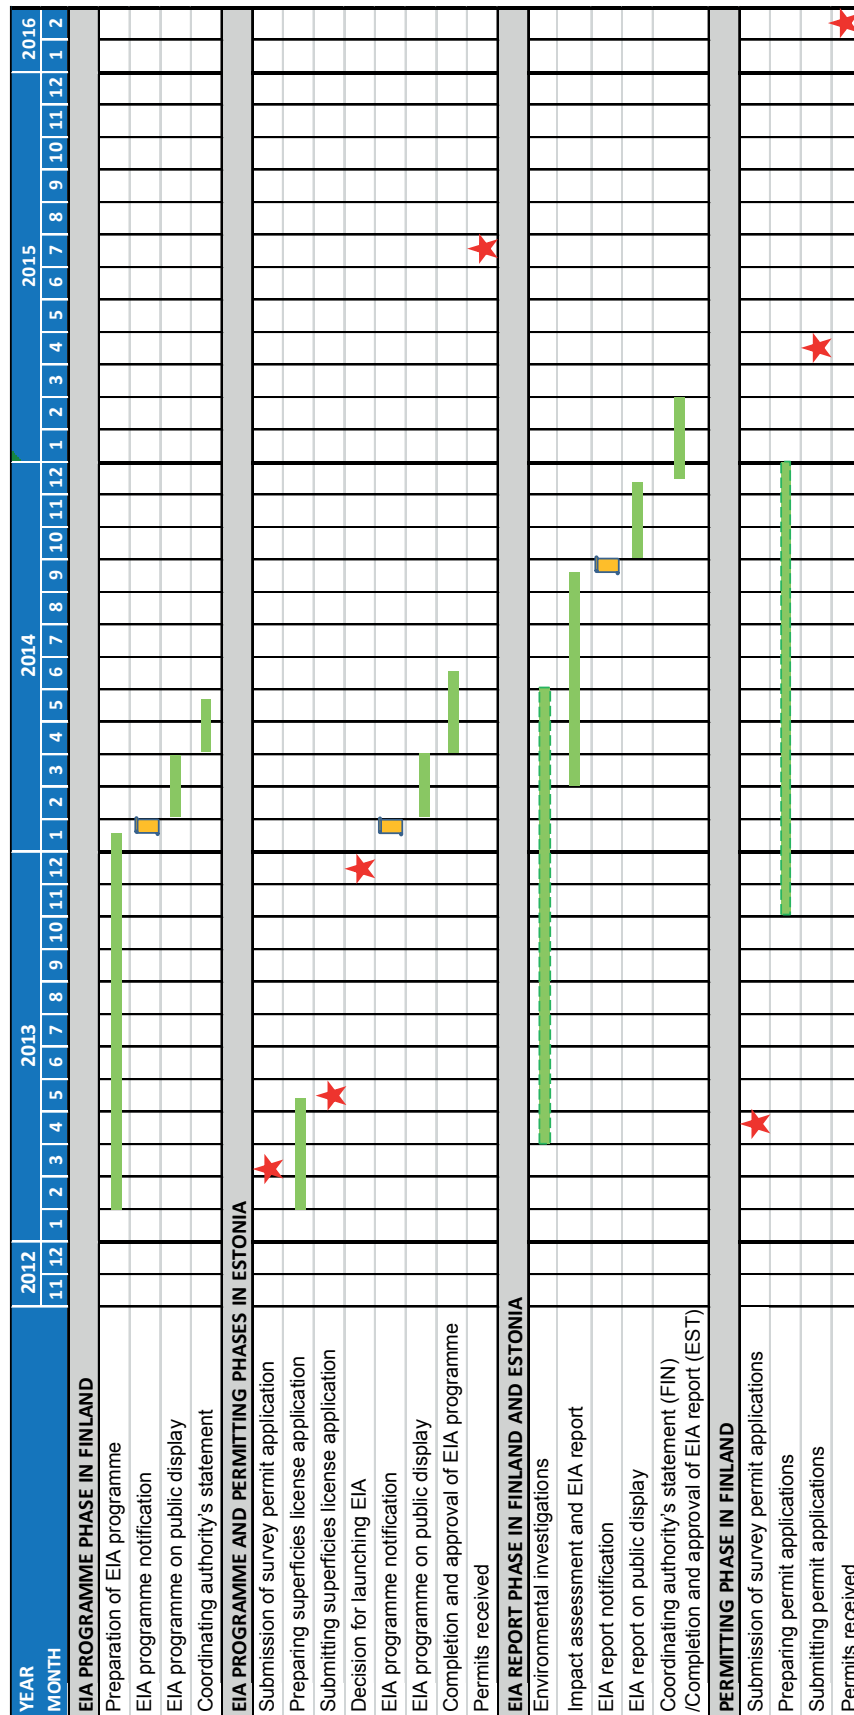 YEAR 2012 2013 2014 2015 2016
MONTH 11 12 1 2 3 4 5 6 7 8 9 10 11 12 1 2 3 4 5 6 7 8 9 10 11 12 1 2 3 4 5 6 7 8 9 10 11 12 1 2
EIA PROGRAMME PHASE IN FINLAND
Preparation of EIA programme
EIA programme notification
EIA programme on public display
Coordinating authority's statement
EIA PROGRAMME AND PERMITTING PHASES IN ESTONIA
Submission of survey permit application
Preparing superficies license application
Submitting superficies license application
Decision for launching EIA
EIA programme notification
EIA programme on public display
Completion and approval of EIA programme
Permits received
EIA REPORT PHASE IN FINLAND AND ESTONIA
Environmental investigations
Impact assessment and EIA report
EIA report notification
EIA report on public display
Coordinating authority's statement (FIN)
/Completion and approval of EIA report (EST)
PERMITTING PHASE IN FINLAND
Submission of survey permit applications
Preparing permit applications
Submitting permit applications
Permits received